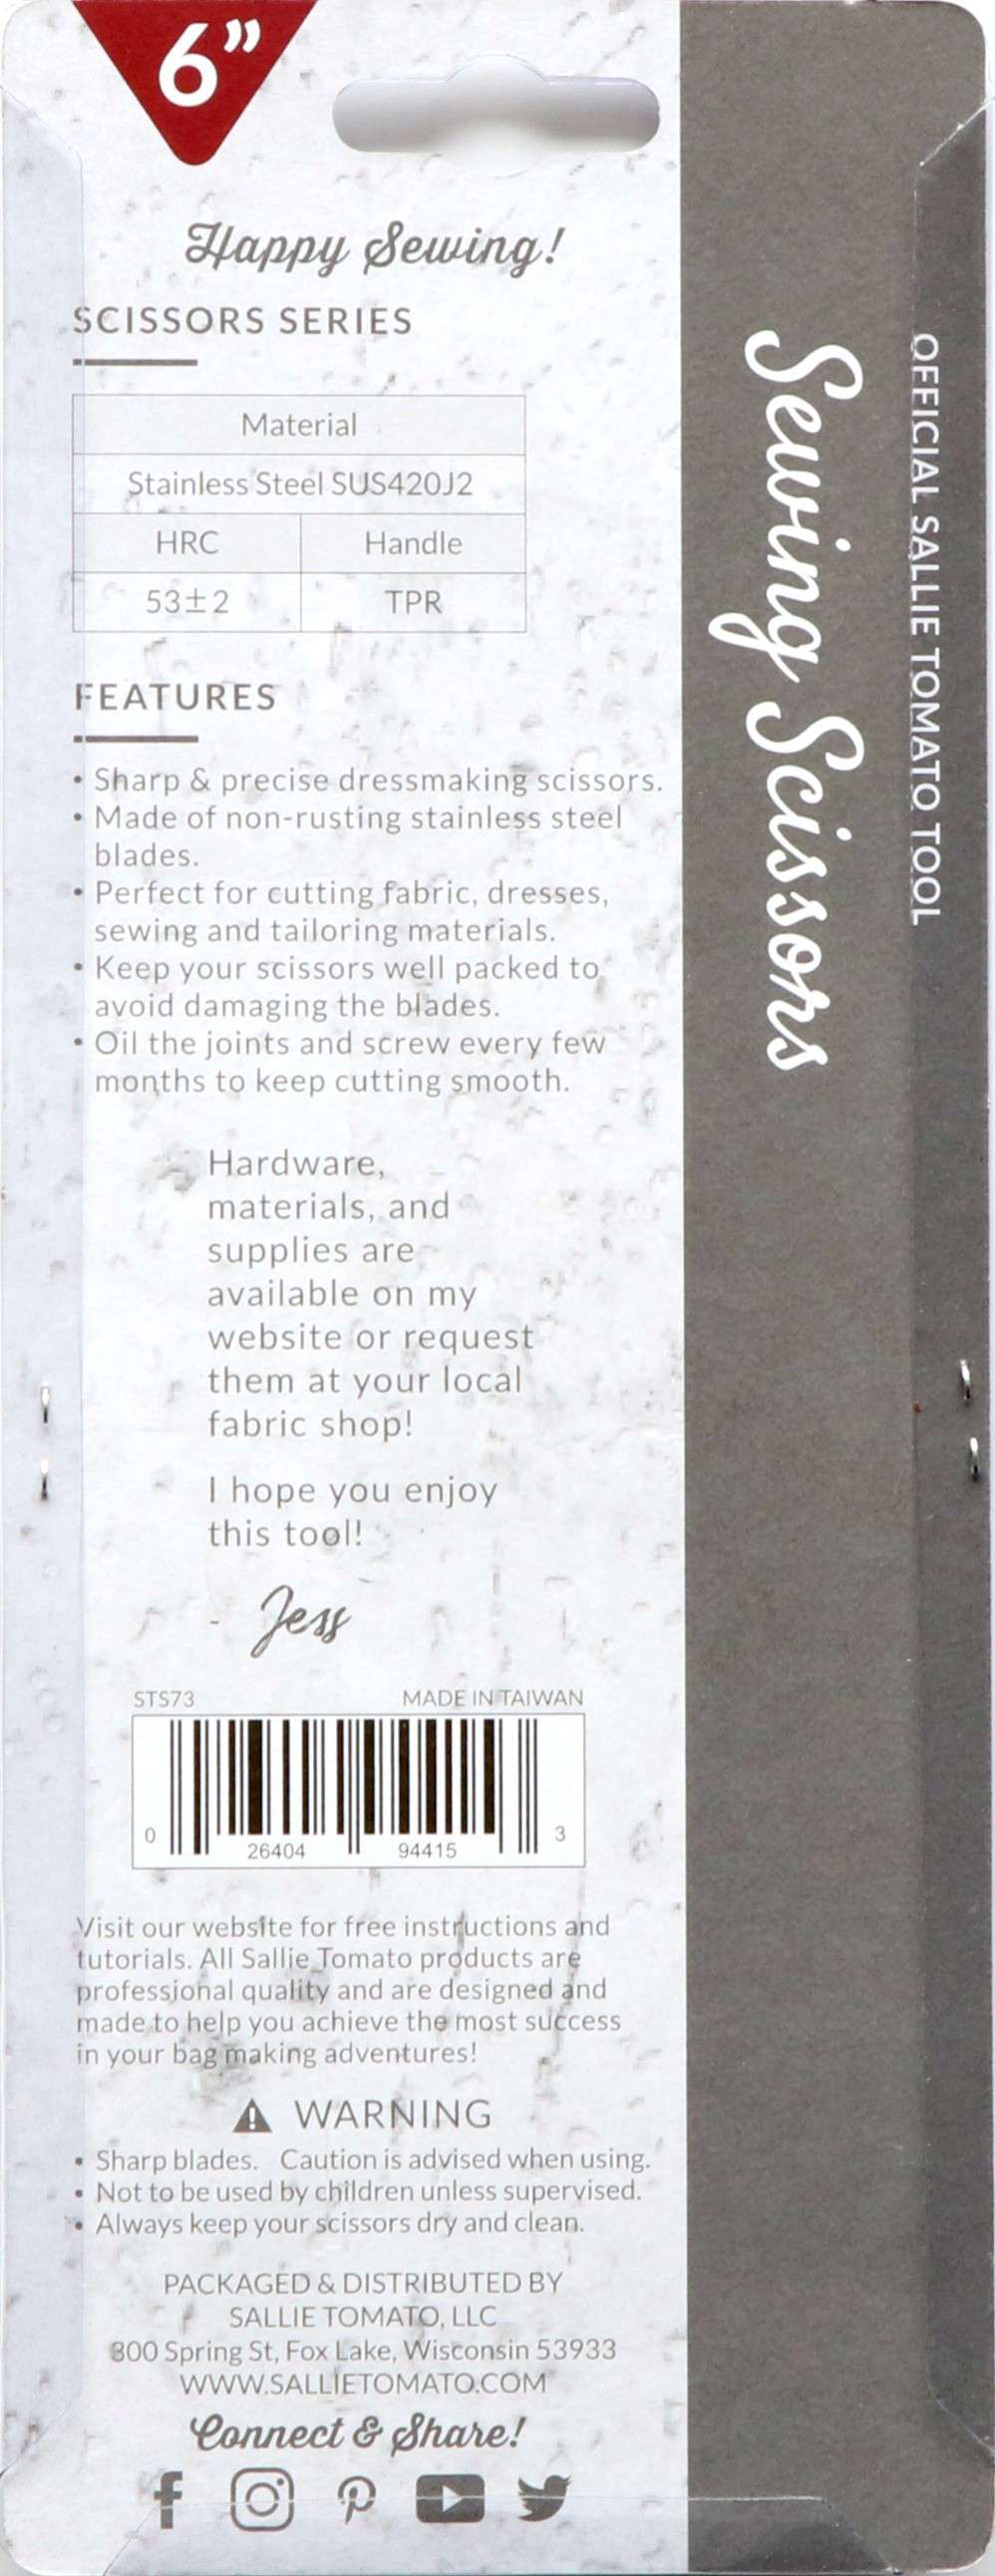 6”
Happy Sewing!
SCISSORS SERIES
Material
Stainless Steel SUS420J2
HRC Handle
53±2 TPR
FEATURES
• Sharp & precise dressmaking scissors.
• Made of non-rusting stainless steel
blades.
• Perfect for cutting fabric, dresses,
sewing and tailoring materials.
• Keep your scissors well packed to
avoid damaging the blades.
• Oil the joints and screw every few
months to keep cutting smooth.
Hardware,
materials, and
supplies are
available on my
website or request
them at your local
fabric shop!
I hope you enjoy
this tool!
- Jess
STS73 MADE IN TAIWAN
0 26404 94415 3
Visit our website for free instructions and
tutorials. All Sallie Tomato products are
professional quality and are designed and
made to help you achieve the most success
in your bag making adventures!
WARNING
• Sharp blades. Caution is advised when using.
• Not to be used by children unless supervised.
• Always keep your scissors dry and clean.
PACKAGED & DISTRIBUTED BY
SALLIE TOMATO, LLC
800 Spring St, Fox Lake, Wisconsin 53933
WWW.SALLIETOMATO.COM
Connect & Share!
Sewing Scissors
OFFICIAL SALLIE TOMATO TOOL